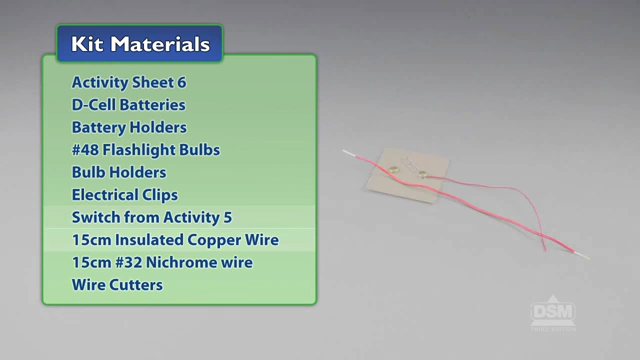 Kit Materials
Activity Sheet 6
D-Cell Batteries
Battery Holders
#48 Flashlight Bulbs
Bulb Holders
Electrical Clips
Switch from Activity 5
15cm Insulated Copper Wire
15cm #32 Nichrome wire
Wire Cutters
DSM